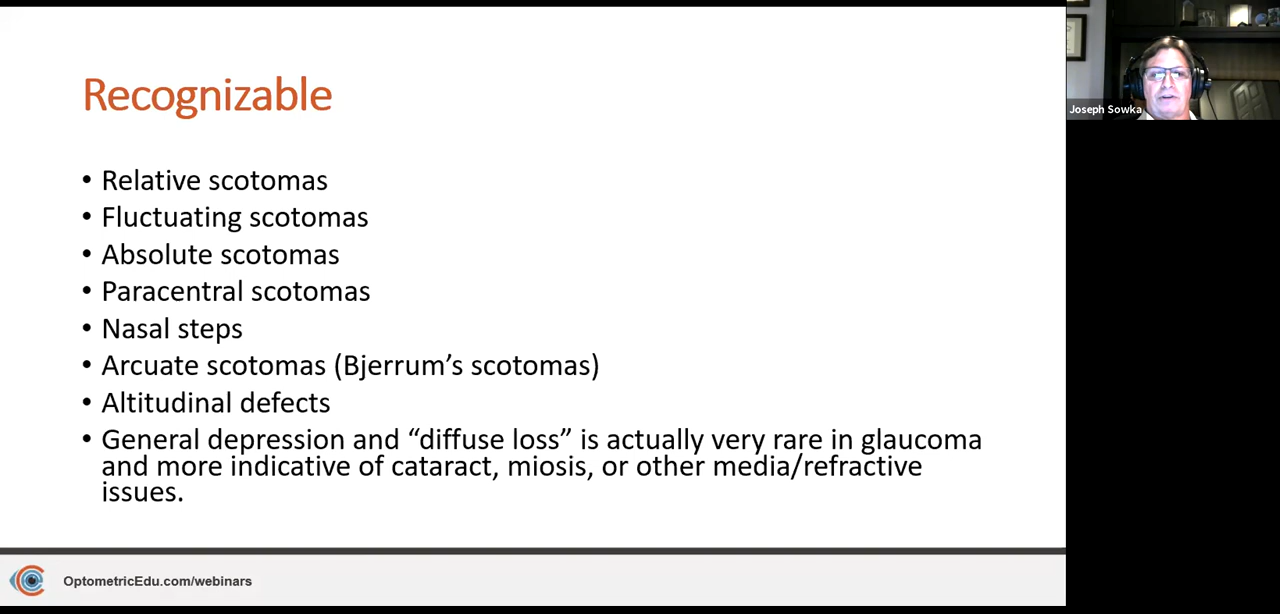 Recognizable
Joseph Sowka
• Relative scotomas
• Fluctuating scotomas
• Absolute scotomas
• Paracentral scotomas
• Nasal steps
• Arcuate scotomas (Bjerrum’s scotomas)
• Altitudinal defects
• General depression and “diffuse loss” is actually very rare in glaucoma
and more indicative of cataract, miosis, or other media/refractive
issues.
OptometricEdu.com/webinars